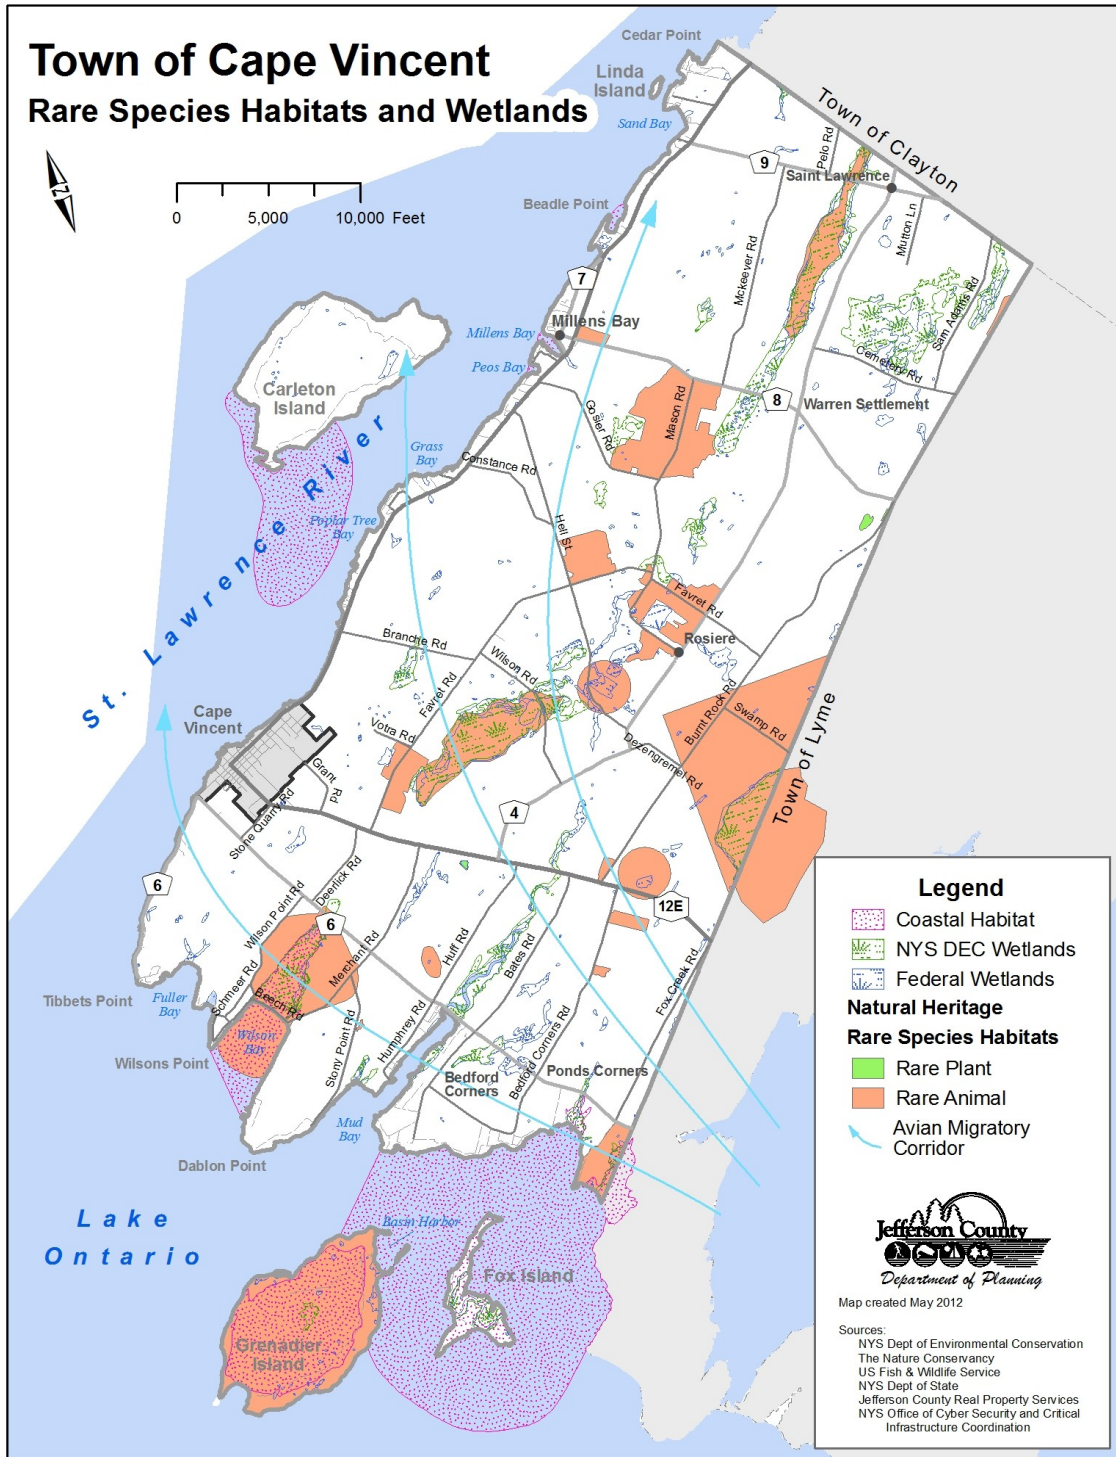 Town of Cape Vincent
Rare Species Habitats and Wetlands
N
0 5,000 10,000 Feet
Cedar Point
Linda
Island
Sand Bay
Town of Clayton
Pelo Rd
9
Saint Lawrence
Beadle Point
Mutton Ln
Mckeever Rd
7
Sam Adams Rd
Millens Bay
Millens Bay
Peos Bay
Cemetery Rd
Carleton
Island
8
Warren Settlement
Mason Rd
Gosier Rd
Grass
Bay
Constance Rd
St. Lawrence River
Poplar Tree
Bay
Hell St
Favret Rd
Branche Rd
Rosiere
Wilson Rd
Favret Rd
Cape
Vincent
Votra Rd
Burnt Rock Rd
Swamp Rd
Dezengremel Rd
Town of Lyme
Grant Rd
Stone Quarry Rd
4
6
Deerlick Rd
12E
Wilson Point Rd
6
Merchant Rd
Huff Rd
Bates Rd
Schmeer Rd
Fox Creek Rd
Tibbets Point
Fuller
Bay
Beech Rd
Wilson
Bay
Wilsons Point
Stony Point Rd
Humphrey Rd
Bedford Corners Rd
Bedford
Corners
Ponds Corners
Mud
Bay
Dablon Point
Lake
Ontario
Basin Harbor
Fox Island
Grenadier
Island
Legend
Coastal Habitat
NYS DEC Wetlands
Federal Wetlands
Natural Heritage
Rare Species Habitats
Rare Plant
Rare Animal
Avian Migratory
Corridor
Jefferson County
Department of Planning
Map created May 2012
Sources:
NYS Dept of Environmental Conservation
The Nature Conservancy
US Fish & Wildlife Service
NYS Dept of State
Jefferson County Real Property Services
NYS Office of Cyber Security and Critical
Infrastructure Coordination